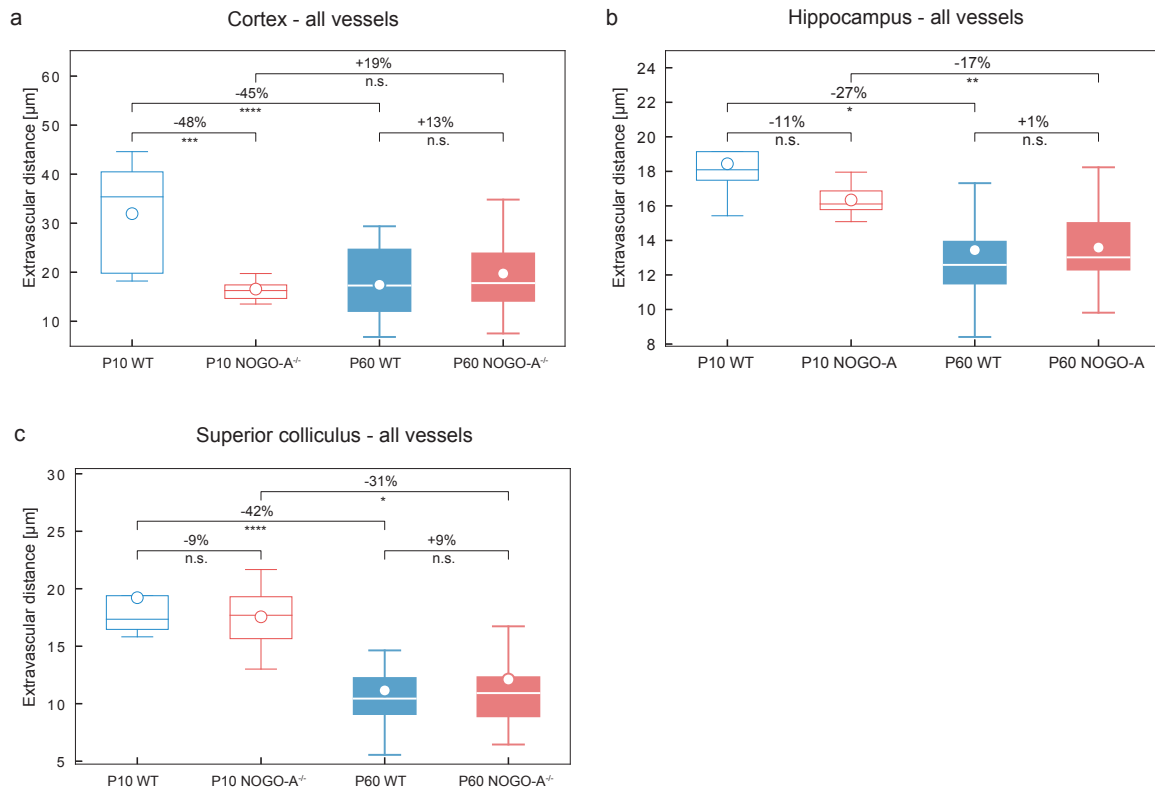 a
Cortex - all vessels
Extravascular distance [µm]
60
50
40
30
20
10
+19%
n.s.
-45%
****
-48%
***
+13%
n.s.
P10 WT
P10 NOGO-A-/-
P60 WT
P60 NOGO-A-/-
b
Hippocampus - all vessels
Extravascular distance [µm]
24
22
20
18
16
14
12
10
8
-17%
**
-27%
*
-11%
n.s.
+1%
n.s.
P10 WT
P10 NOGO-A
P60 WT
P60 NOGO-A
c
Superior colliculus - all vessels
Extravascular distance [µm]
30
25
20
15
10
5
-31%
*
-42%
****
-9%
n.s.
+9%
n.s.
P10 WT
P10 NOGO-A-/-
P60 WT
P60 NOGO-A-/-